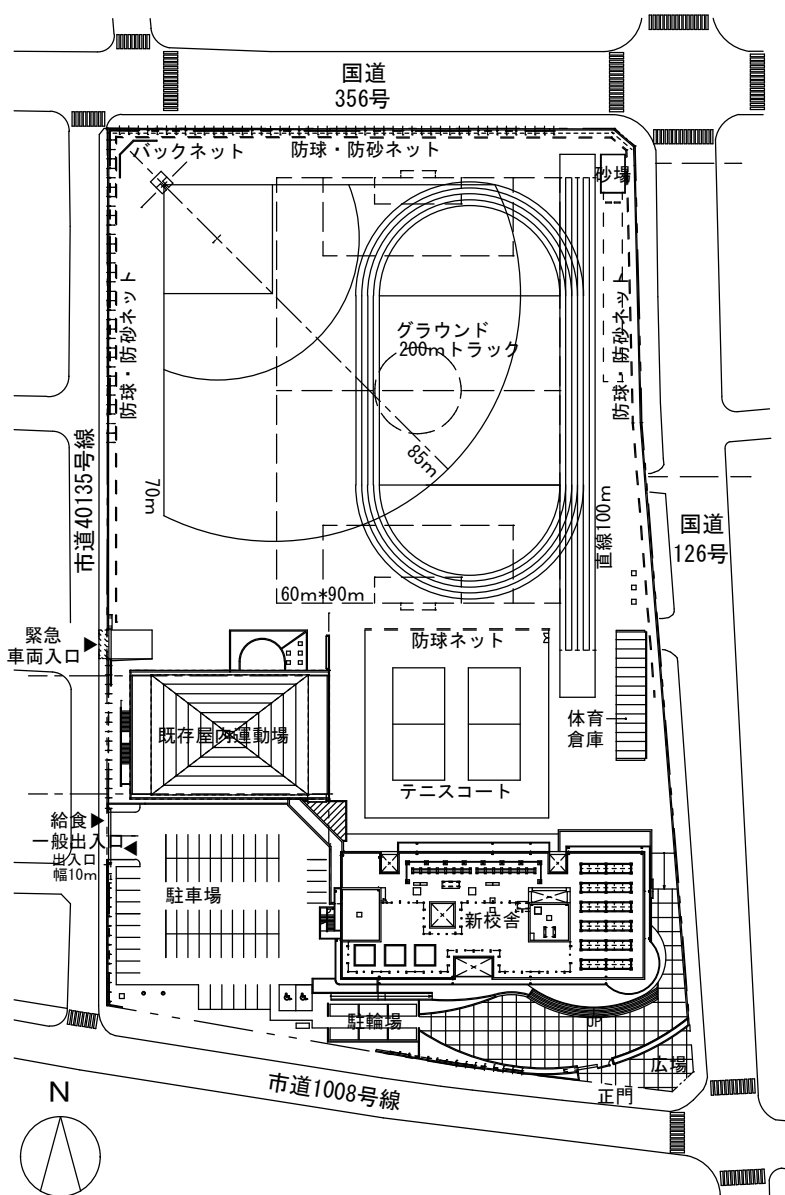 国道
356号
バックネット
防球・防砂ネット
砂場
防球・防砂ネット
防球・防砂ネット
グラウンド
200mトラック
85m
70m
直線100m
市道40135号線
国道
126号
60m*90m
緊急
車両入口
防球ネット
既存屋内運動場
体育
倉庫
テニスコート
給食
一般出入口
出入口
幅10m
駐車場
新校舎
駐輪場
UP
広場
正門
市道1008号線
N